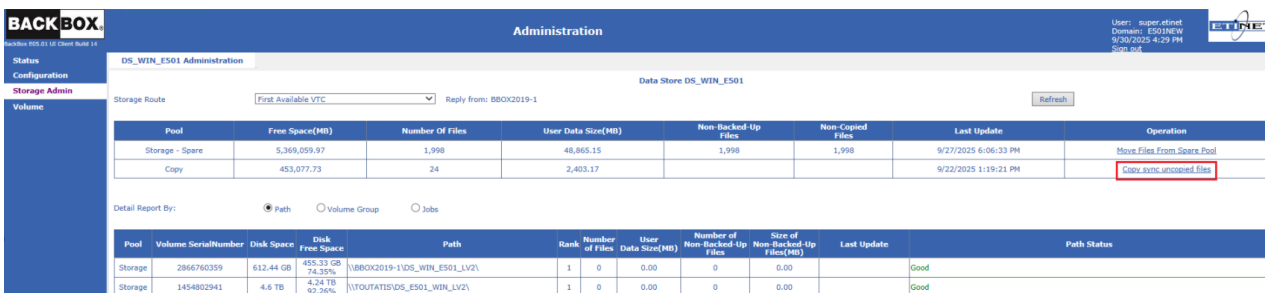 BACKBOX®
BackBox E05.01 UI Client Build 14
Administration
User: super.etinet
Domain: E501NEW
9/30/2025 4:29 PM
Sign out
ETINET
Status
Configuration
Storage Admin
Volume
DS_WIN_E501 Administration
Data Store DS_WIN_E501
Storage Route First Available VTC Reply from: BBOX2019-1 Refresh
Pool Free Space(MB) Number Of Files User Data Size(MB) Non-Backed-Up Files Non-Copied Files Last Update Operation
Storage - Spare 5,369,059.97 1,998 48,865.15 1,998 1,998 9/27/2025 6:06:33 PM Move Files From Spare Pool
Copy 453,077.73 24 2,403.17 9/22/2025 1:19:21 PM Copy sync uncopied files
Detail Report By: Path Volume Group Jobs
Pool Volume SerialNumber Disk Space Disk Free Space Path Rank Number of Files User Data Size(MB) Number of Non-Backed-Up Files Size of Non-Backed-Up Files(MB) Last Update Path Status
Storage 2866760359 612.44 GB 455.33 GB 74.35% \\BBOX2019-1\DS_WIN_E501_LV2\ 1 0 0.00 0 0.00 Good
Storage 1454802941 4.6 TB 4.24 TB 92.26% \\TOUTATIS\DS_E501_WIN_LV2\ 1 0 0.00 0 0.00 Good